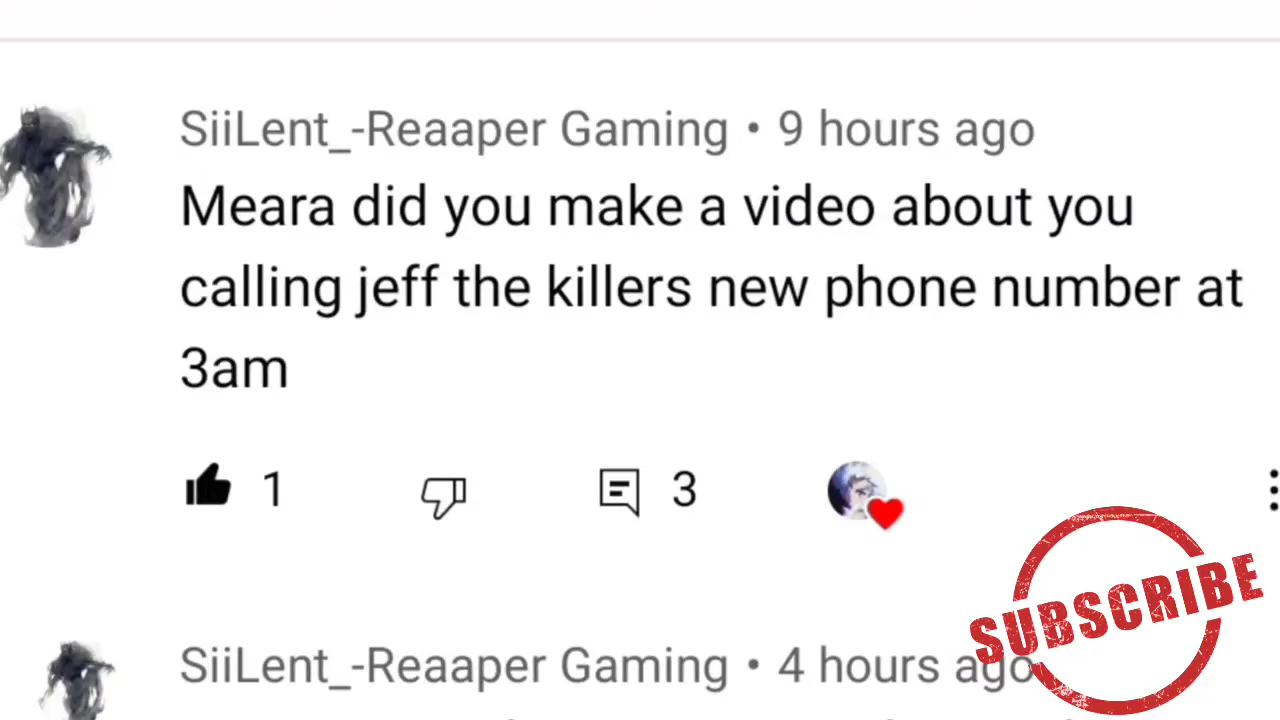 SiiLent_-Reaaper Gaming • 9 hours ago
Meara did you make a video about you
calling jeff the killers new phone number at
3am
1 3
SiiLent_-Reaaper Gaming • 4 hours ago
SUBSCRIBE